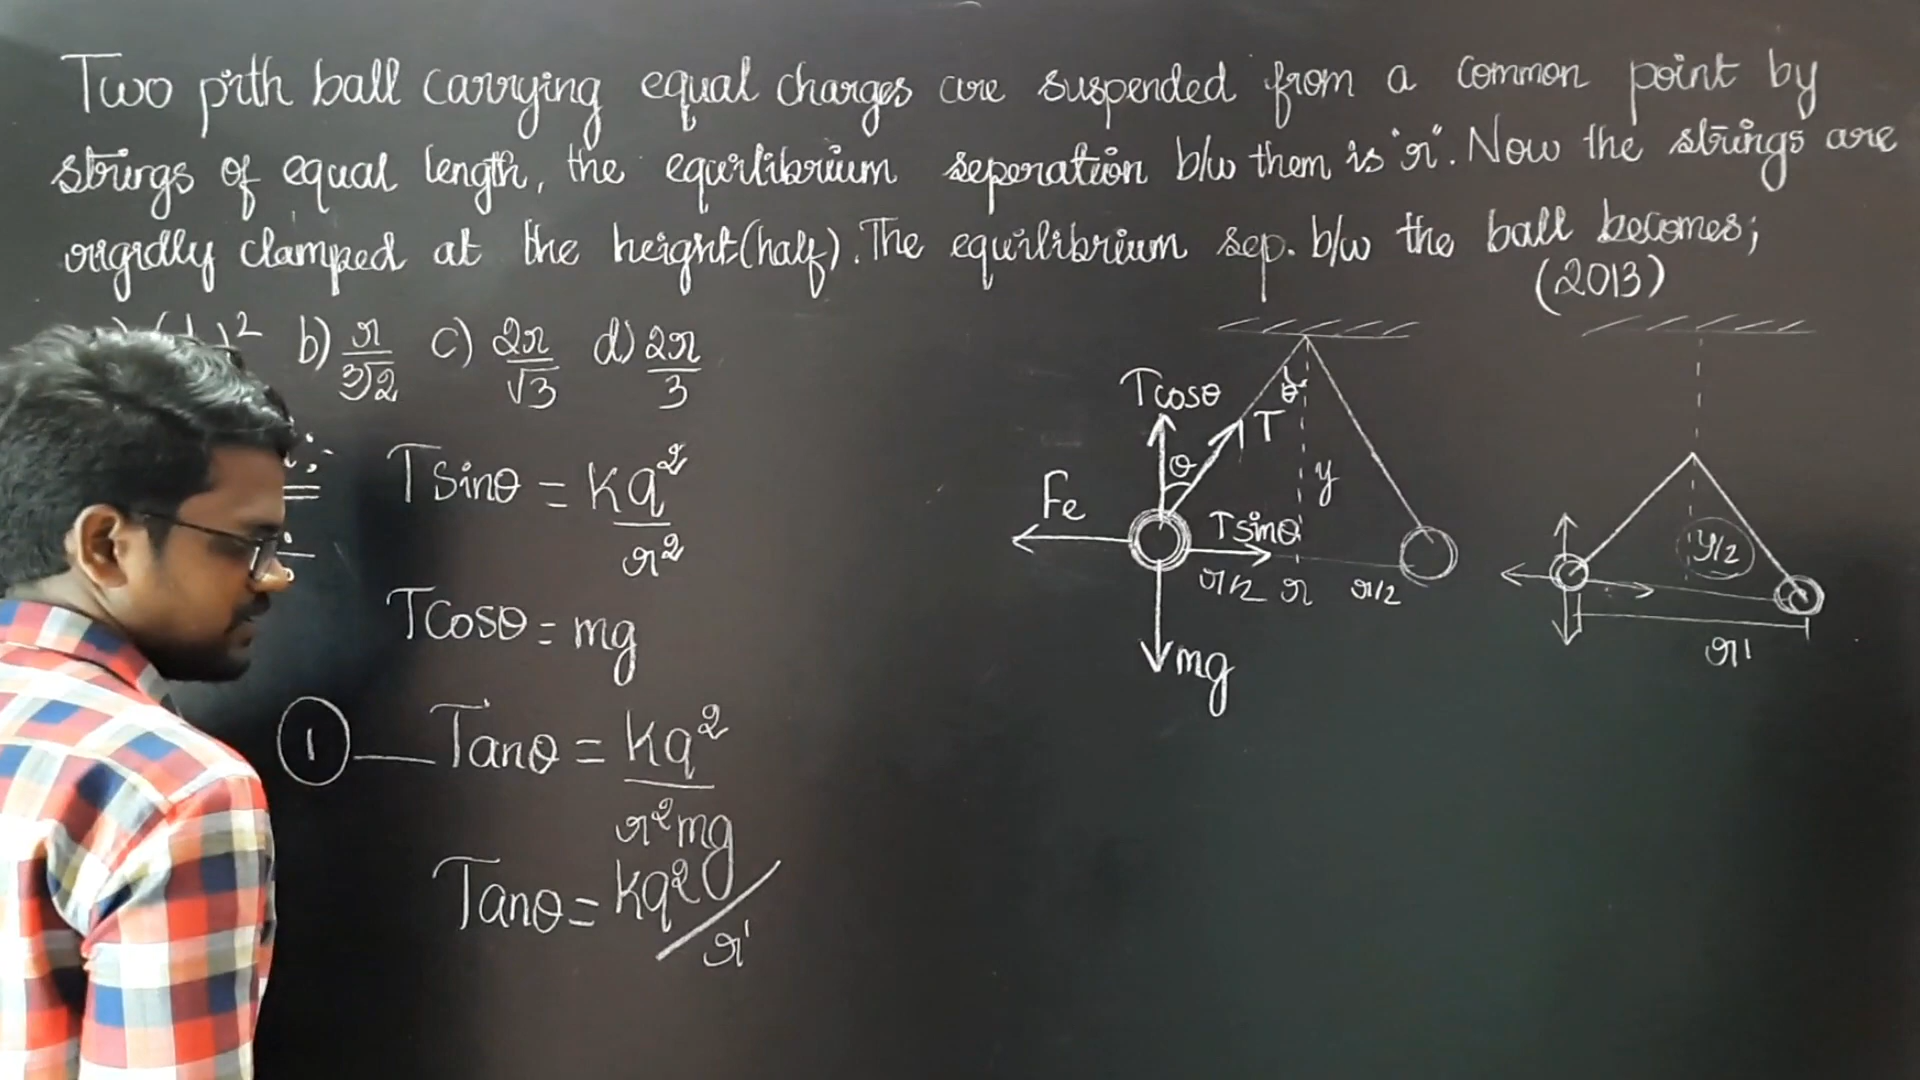 Two pith ball carrying equal charges are suspended from a common point by
strings of equal length, the equilibrium seperation b/w them is "r". Now the strings are
rigidly clamped at the height(half). The equilibrium sep. b/w the ball becomes;
(2013)
)² b) r/∛2 c) 2r/√3 d) 2r/3
Tsinθ = kq²/r²
Tcosθ = mg
① — Tanθ = kq²/r²mg
Tanθ = kq²/r'
Tcosθ
θ
T
θ
y
Fe
Tsinθ
r/2 r r/2
mg
y/2
r'